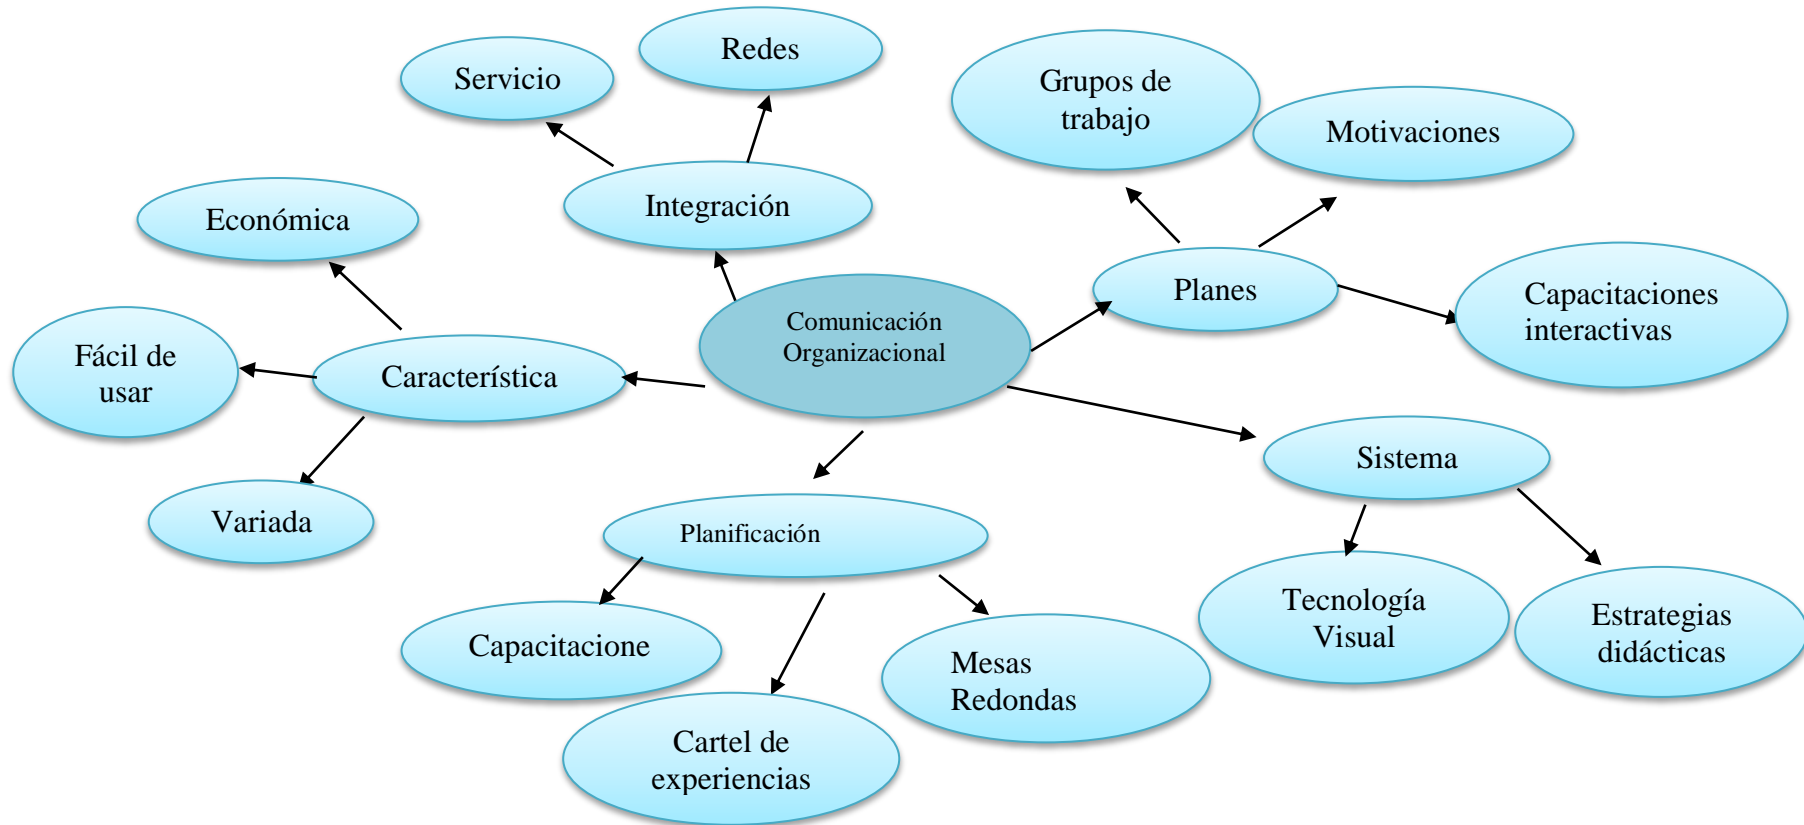 Redes
Servicio
Grupos de
trabajo
Motivaciones
Integración
Económica
Planes
Capacitaciones
interactivas
Comunicación
Organizacional
Fácil de
usar
Característica
Sistema
Variada
Planificación
Tecnología
Visual
Estrategias
didácticas
Capacitacione
Mesas
Redondas
Cartel de
experiencias